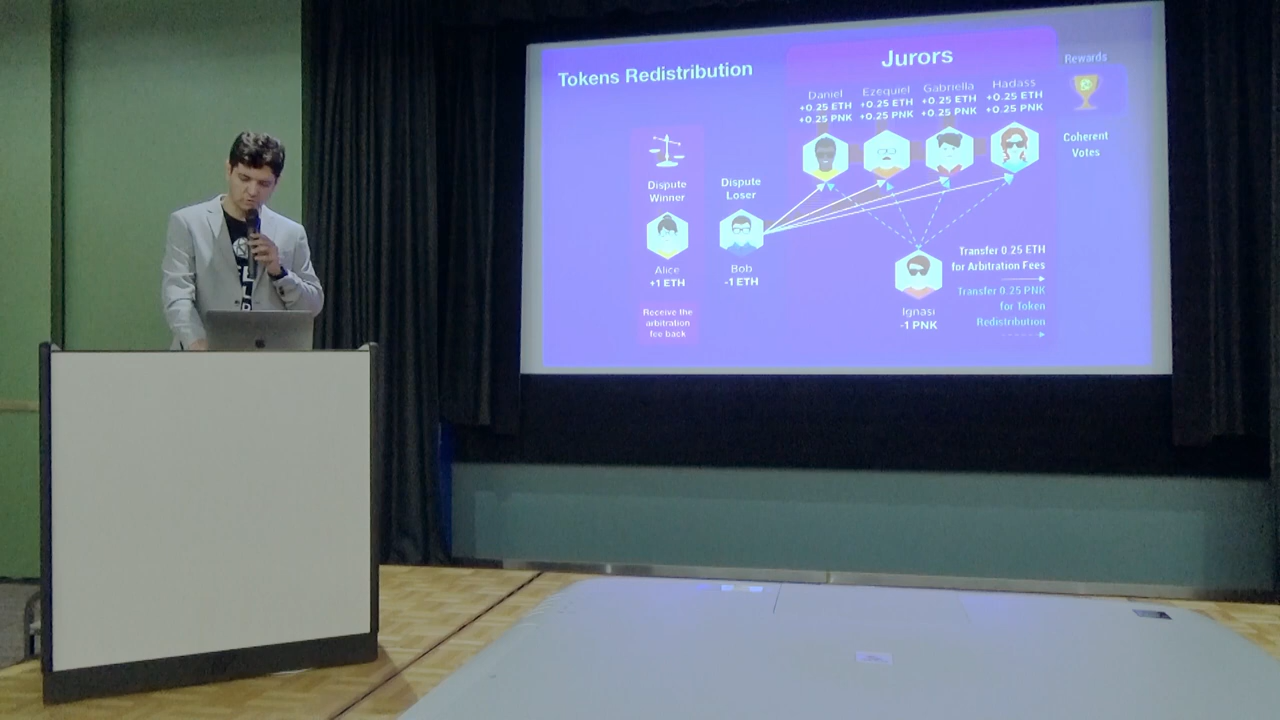 Tokens Redistribution
Jurors
Rewards
Daniel
+0.25 ETH
+0.25 PNK
Ezequiel
+0.25 ETH
+0.25 PNK
Gabriella
+0.25 ETH
+0.25 PNK
Hadass
+0.25 ETH
+0.25 PNK
Coherent
Votes
Dispute
Winner
Alice
+1 ETH
Receive the
arbitration
fee back
Dispute
Loser
Bob
-1 ETH
Ignasi
-1 PNK
Transfer 0.25 ETH
for Arbitration Fees
Transfer 0.25 PNK
for Token
Redistribution